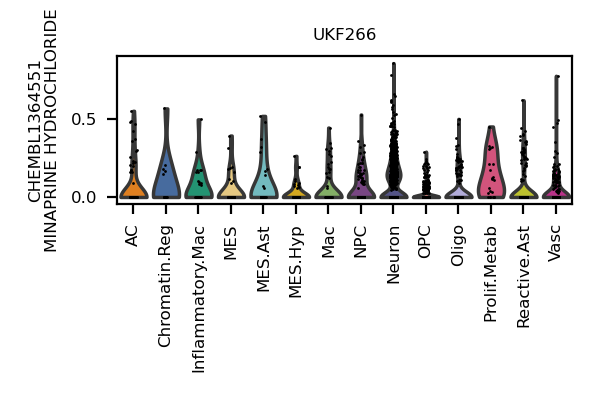 UKF266
CHEMBL1364551
MINAPRINE HYDROCHLORIDE
0.5
0.0
AC
Chromatin.Reg
Inflammatory.Mac
MES
MES.Ast
MES.Hyp
Mac
NPC
Neuron
OPC
Oligo
Prolif.Metab
Reactive.Ast
Vasc